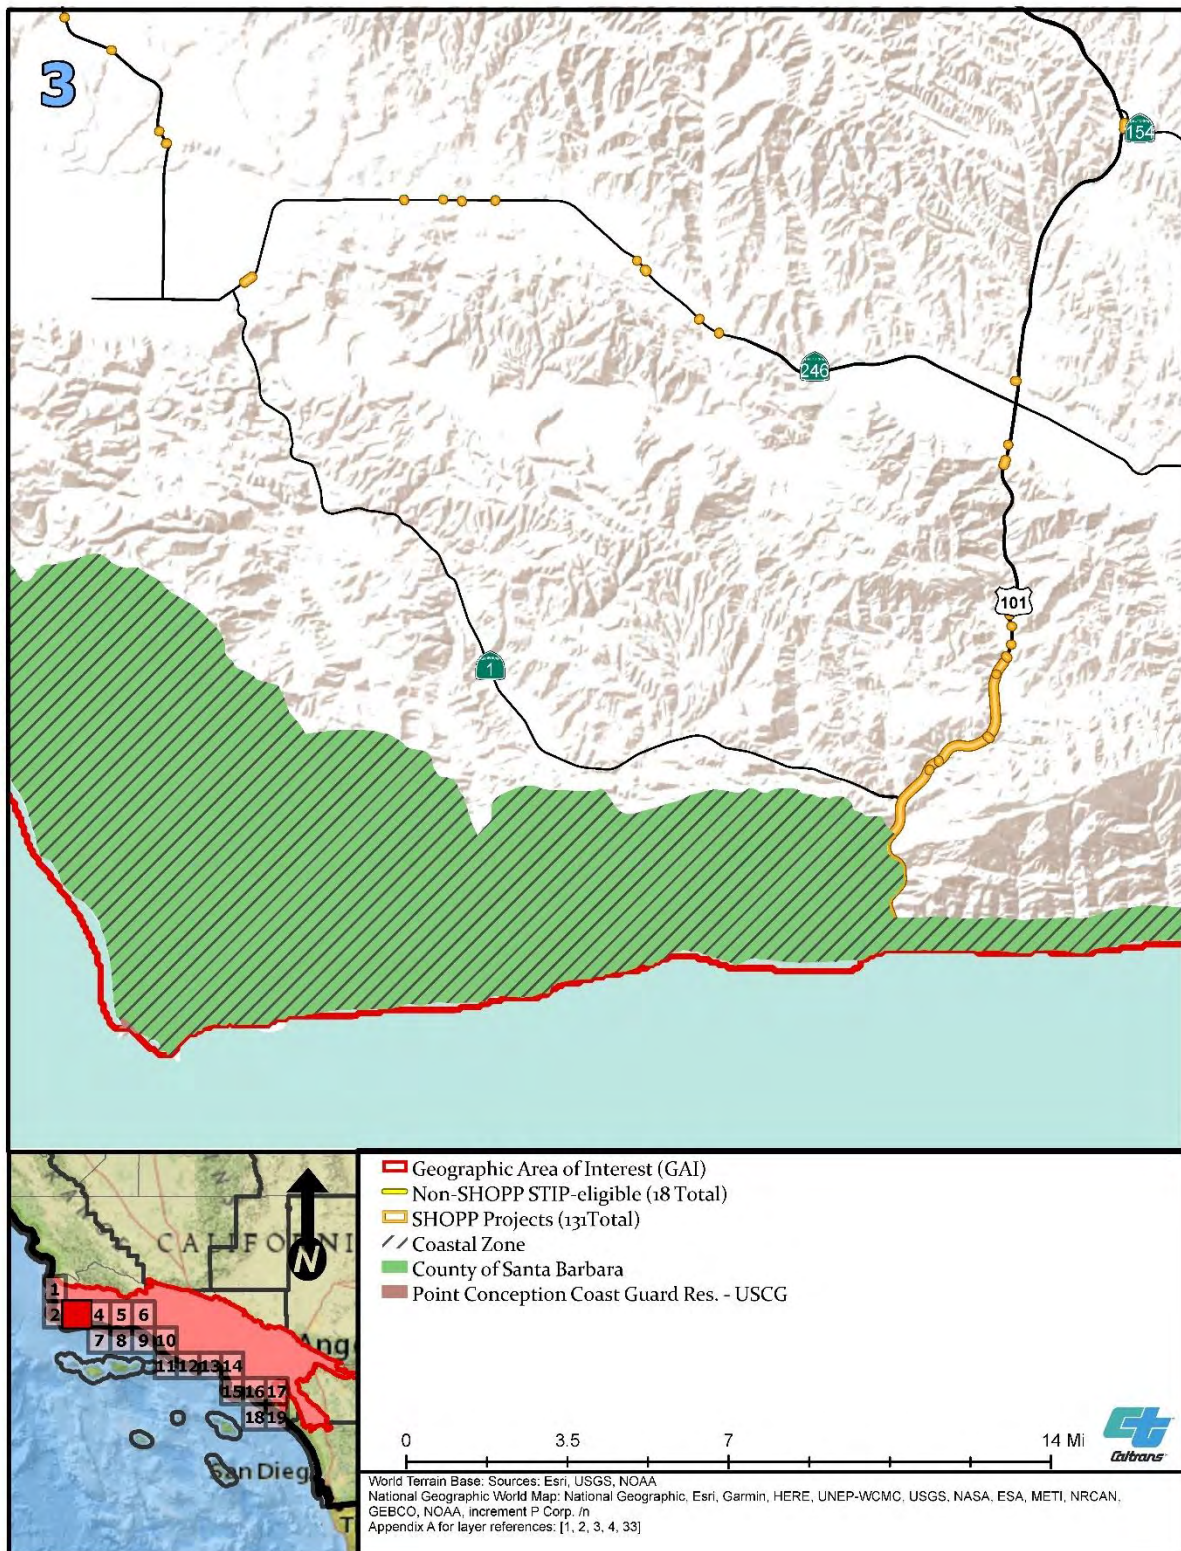 3
154
246
101
1
Geographic Area of Interest (GAI)
Non-SHOPP STIP-eligible (18 Total)
SHOPP Projects (131Total)
Coastal Zone
County of Santa Barbara
Point Conception Coast Guard Res. - USCG
CALIFORNI
N
1
2 4 5 6
7 8 9 10
Ang
11 12 13 14
15 16 17
18 19
San Dieg
0 3.5 7 14 Mi
Caltrans
World Terrain Base: Sources: Esri, USGS, NOAA
National Geographic World Map: National Geographic, Esri, Garmin, HERE, UNEP-WCMC, USGS, NASA, ESA, METI, NRCAN,
GEBCO, NOAA, increment P Corp. /n
Appendix A for layer references: [1, 2, 3, 4, 33]